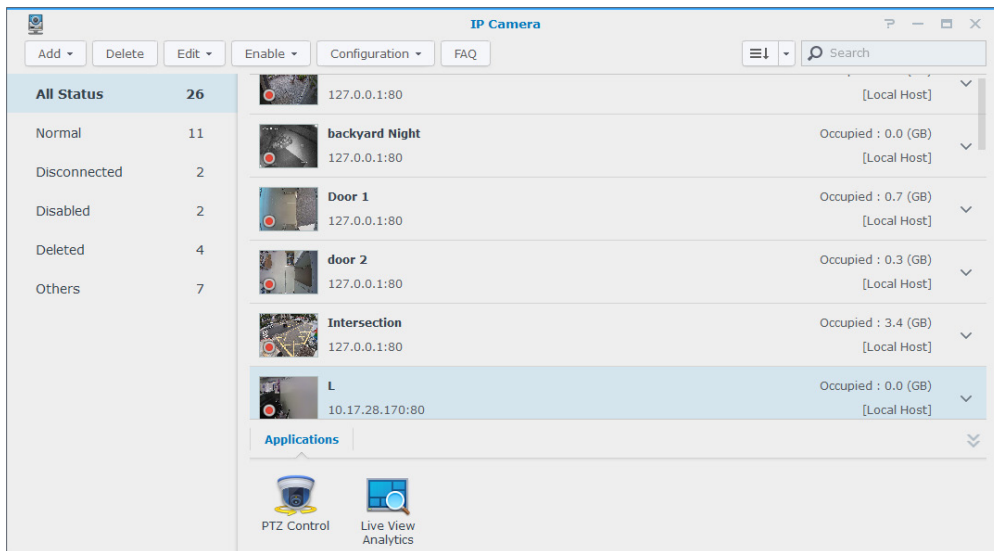 IP Camera
Add Delete Edit Enable Configuration FAQ Search
All Status 26
Normal 11
Disconnected 2
Disabled 2
Deleted 4
Others 7
127.0.0.1:80 [Local Host]
backyard Night Occupied : 0.0 (GB)
127.0.0.1:80 [Local Host]
Door 1 Occupied : 0.7 (GB)
127.0.0.1:80 [Local Host]
door 2 Occupied : 0.3 (GB)
127.0.0.1:80 [Local Host]
Intersection Occupied : 3.4 (GB)
127.0.0.1:80 [Local Host]
L Occupied : 0.0 (GB)
10.17.28.170:80 [Local Host]
Applications
PTZ Control
Live View
Analytics